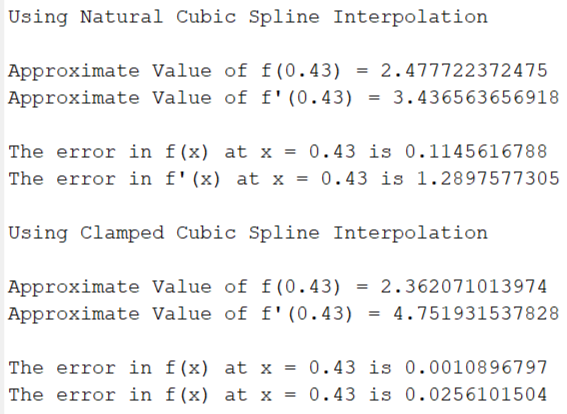 Using Natural Cubic Spline Interpolation
Approximate Value of f(0.43) = 2.477722372475
Approximate Value of f'(0.43) = 3.436563656918
The error in f(x) at x = 0.43 is 0.1145616788
The error in f'(x) at x = 0.43 is 1.2897577305
Using Clamped Cubic Spline Interpolation
Approximate Value of f(0.43) = 2.362071013974
Approximate Value of f'(0.43) = 4.751931537828
The error in f(x) at x = 0.43 is 0.0010896797
The error in f(x) at x = 0.43 is 0.0256101504